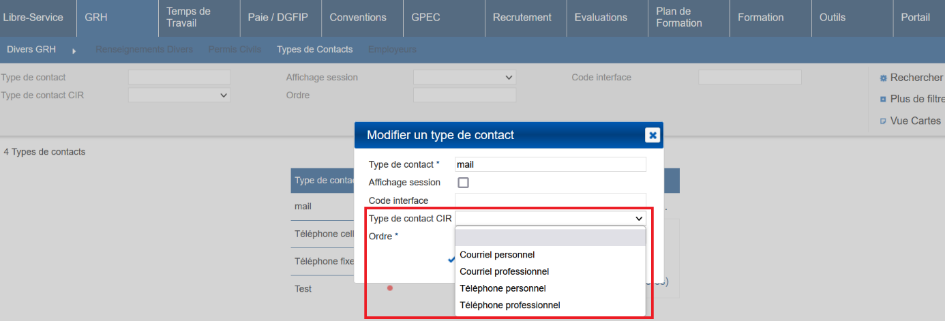 Libre-Service GRH Temps de Travail Paie / DGFIP Conventions GPEC Recrutement Evaluations Plan de Formation Formation Outils Portail
Divers GRH Renseignements Divers Permis Civils Types de Contacts Employeurs
Type de contact Affichage session Code interface Rechercher
Type de contact CIR Ordre Plus de filtre
Vue Cartes
4 Types de contacts
Modifier un type de contact
Type de conta
Type de contact * mail
Affichage session
Code interface
mail
Type de contact CIR
Téléphone cell
Ordre *
Courriel personnel
Téléphone fixe
Courriel professionnel
Téléphone personnel
Test
Téléphone professionnel